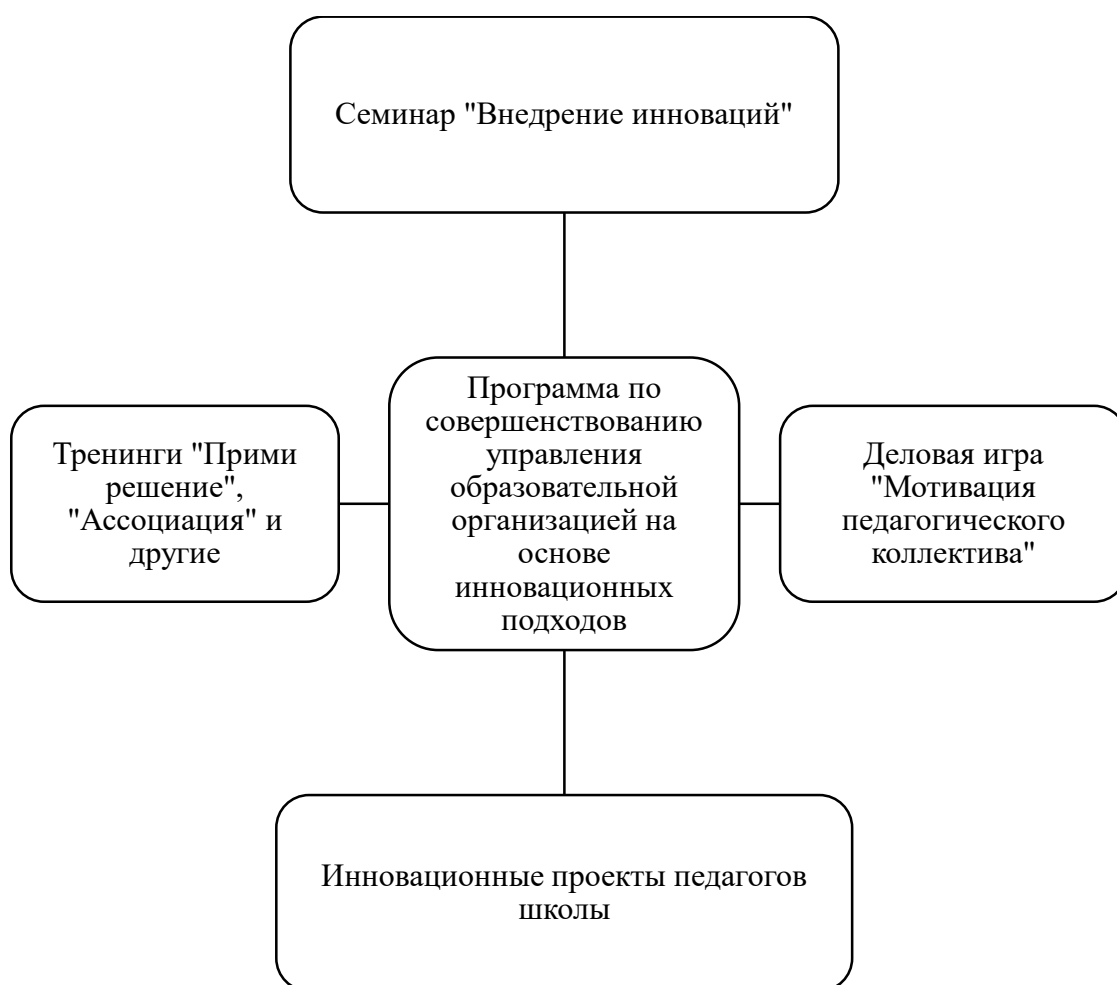 Семинар "Внедрение инноваций"
Программа по
совершенствованию
управления
образовательной
организацией на
основе
инновационных
подходов
Тренинги "Прими
решение",
"Ассоциация" и
другие
Деловая игра
"Мотивация
педагогического
коллектива"
Инновационные проекты педагогов
школы